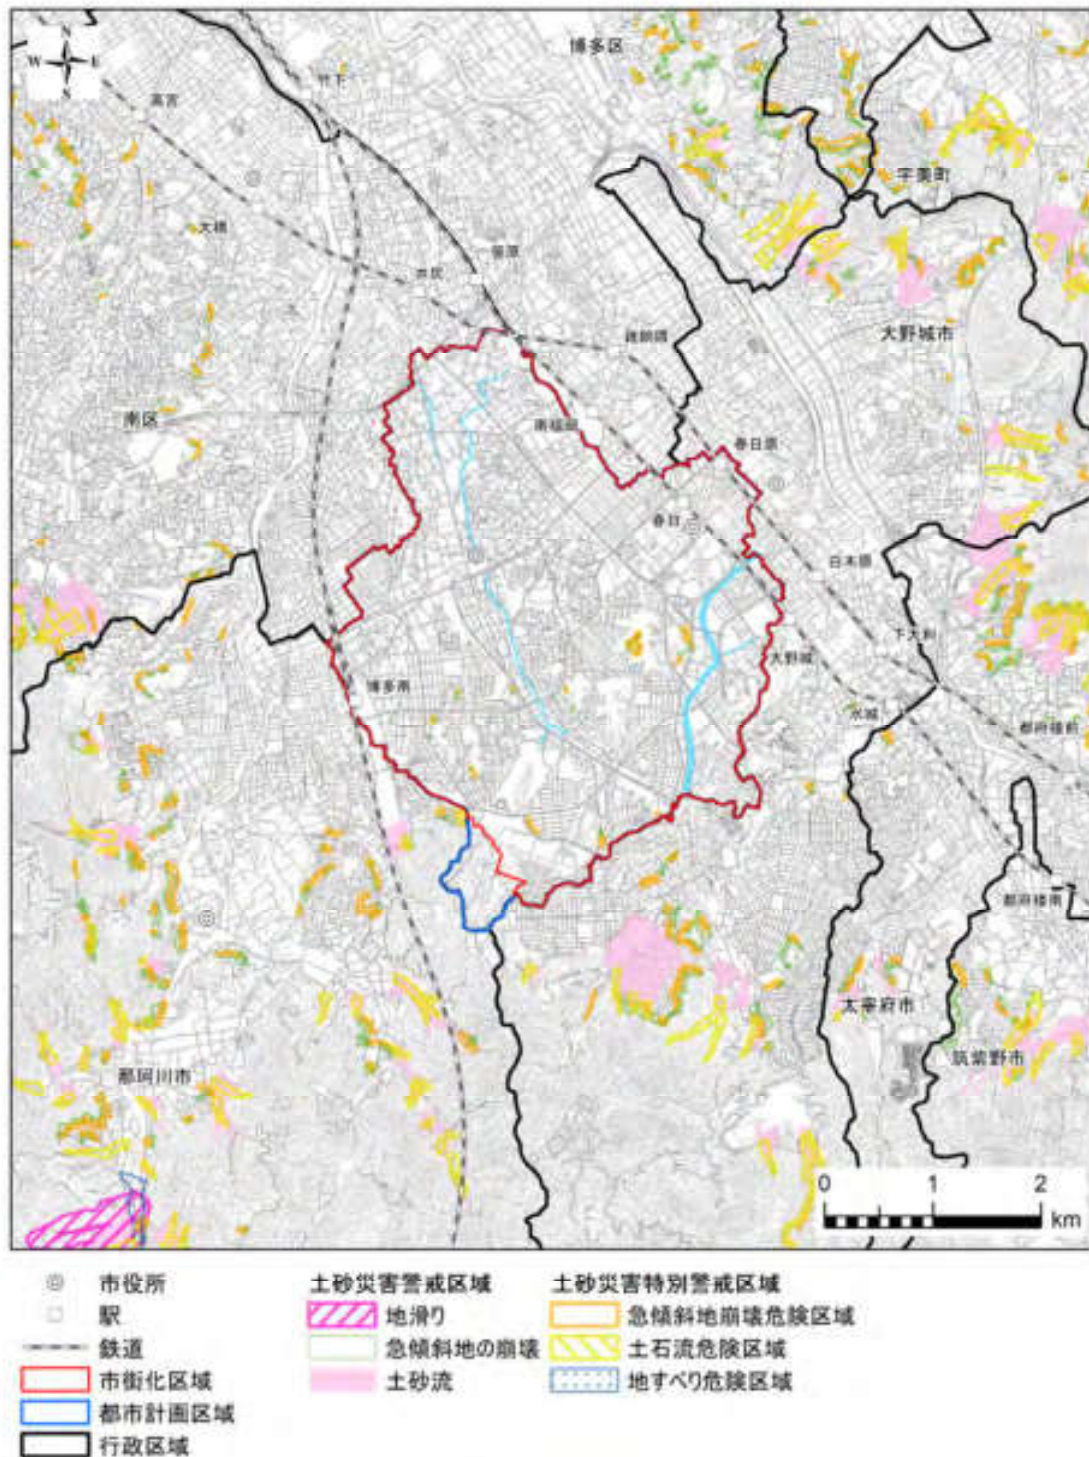 N
W E
S
博多区
竹下
高宮
宇美町
大橋
笹原
井尻
雑餉隈
大野城市
南区
南福岡
春日原
春日
白木原
下大利
大野城
博多南
水城
都府楼前
都府楼南
太宰府市
筑紫野市
那珂川市
0 1 2
km
市役所
駅
鉄道
市街化区域
都市計画区域
行政区域
土砂災害警戒区域
地滑り
急傾斜地の崩壊
土砂流
土砂災害特別警戒区域
急傾斜地崩壊危険区域
土石流危険区域
地すべり危険区域